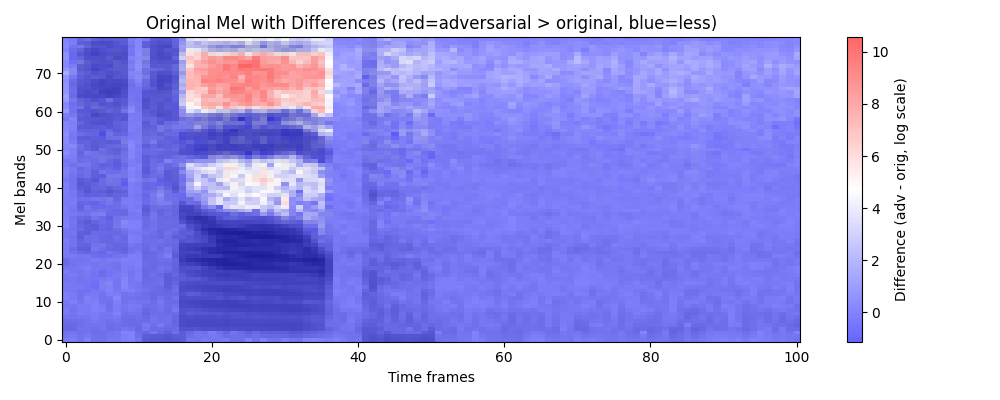 Original Mel with Differences (red=adversarial > original, blue=less)
Mel bands
70
60
50
40
30
20
10
0
0 20 40 60 80 100
Time frames
10
8
6
4
2
0
Difference (adv - orig, log scale)